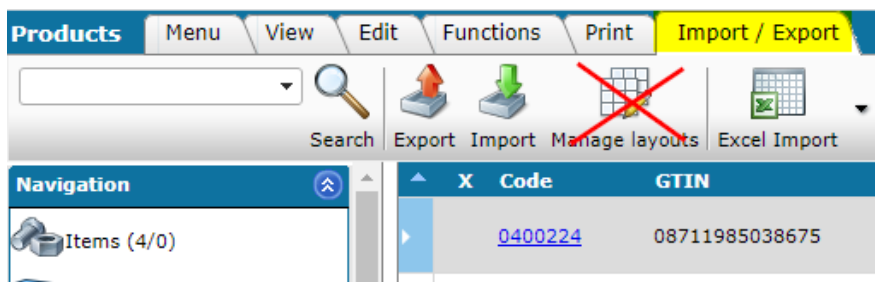 Products Menu View Edit Functions Print Import / Export
Search Export Import Manage layouts Excel Import
Navigation X Code GTIN
Items (4/0) 0400224 08711985038675